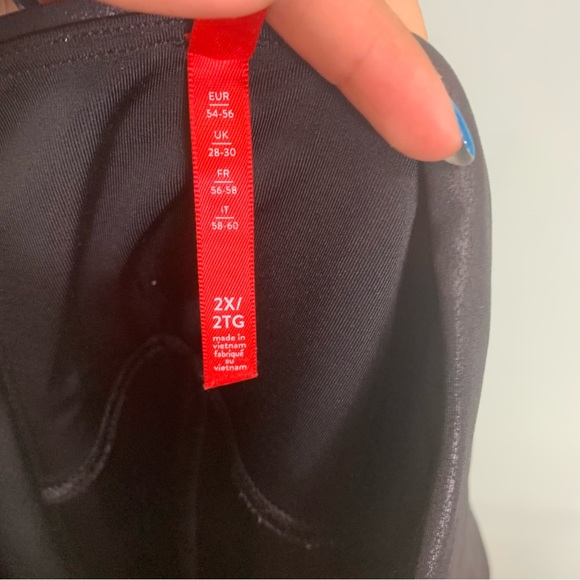 EUR
54-56
UK
28-30
FR
56-58
IT
58-60
2X/
2TG
made in
vietnam
fabriqué
au
vietnam